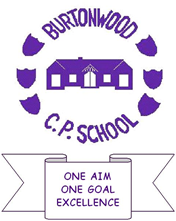 BURTONWOOD
C.P. SCHOOL
ONE AIM
ONE GOAL
EXCELLENCE